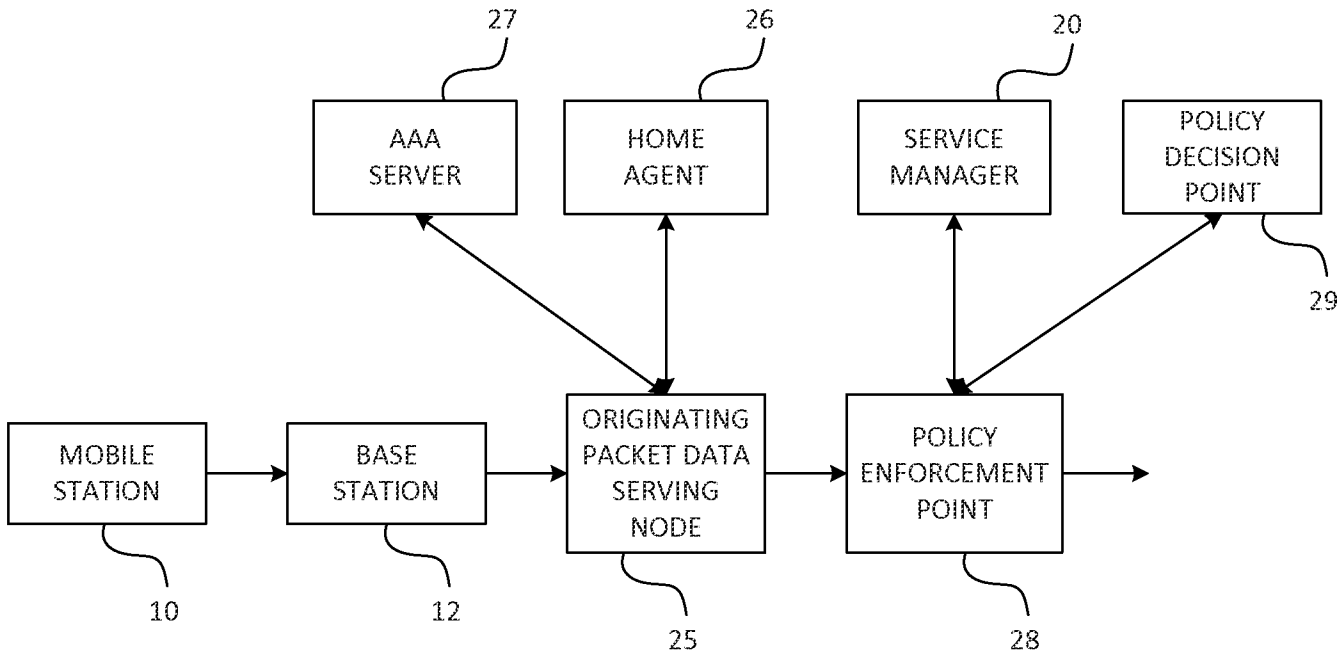 27
26
20
AAA
SERVER
HOME
AGENT
SERVICE
MANAGER
POLICY
DECISION
POINT
29
MOBILE
STATION
BASE
STATION
ORIGINATING
PACKET DATA
SERVING
NODE
POLICY
ENFORCEMENT
POINT
10
12
25
28